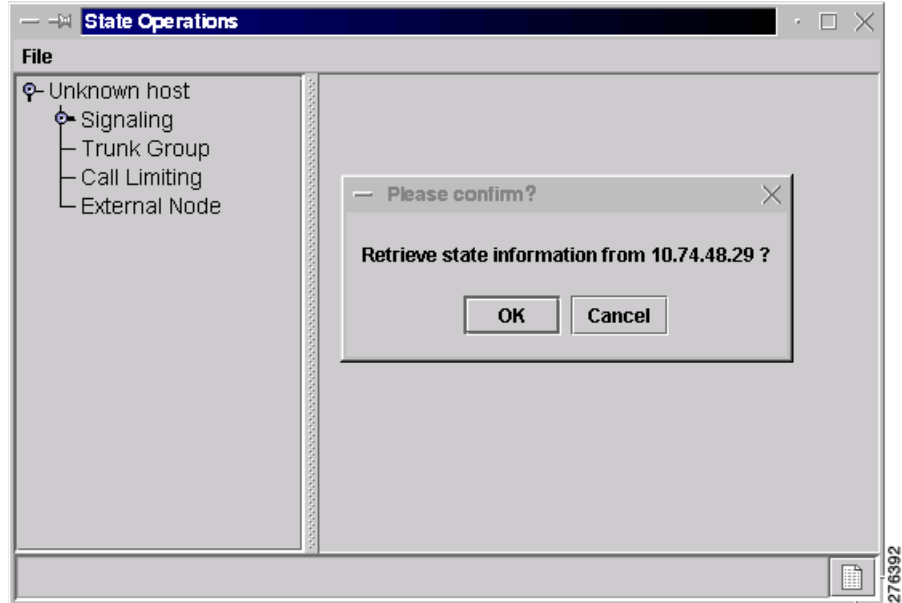 State Operations
File
Unknown host
Signaling
Trunk Group
Call Limiting
External Node
Please confirm?
Retrieve state information from 10.74.48.29 ?
OK Cancel
276392